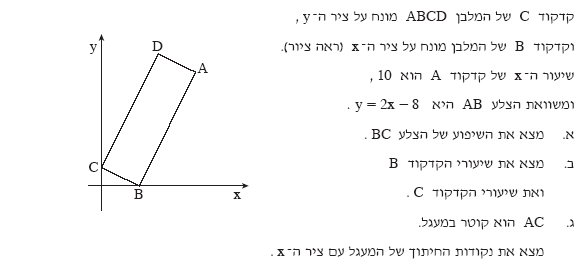 קדקוד C של המלבן ABCD מונח על ציר ה־y ,
וקדקוד B של המלבן מונח על ציר ה־x (ראה ציור).
שיעור ה־x של קדקוד A הוא 10 ,
ומשוואת הצלע AB היא y = 2x − 8 .
א. מצא את השיפוע של הצלע BC .
ב. מצא את שיעורי הקדקוד B
ואת שיעורי הקדקוד C .
ג. AC הוא קוטר במעגל.
מצא את נקודות החיתוך של המעגל עם ציר ה־x .
y
D
A
C
B
x